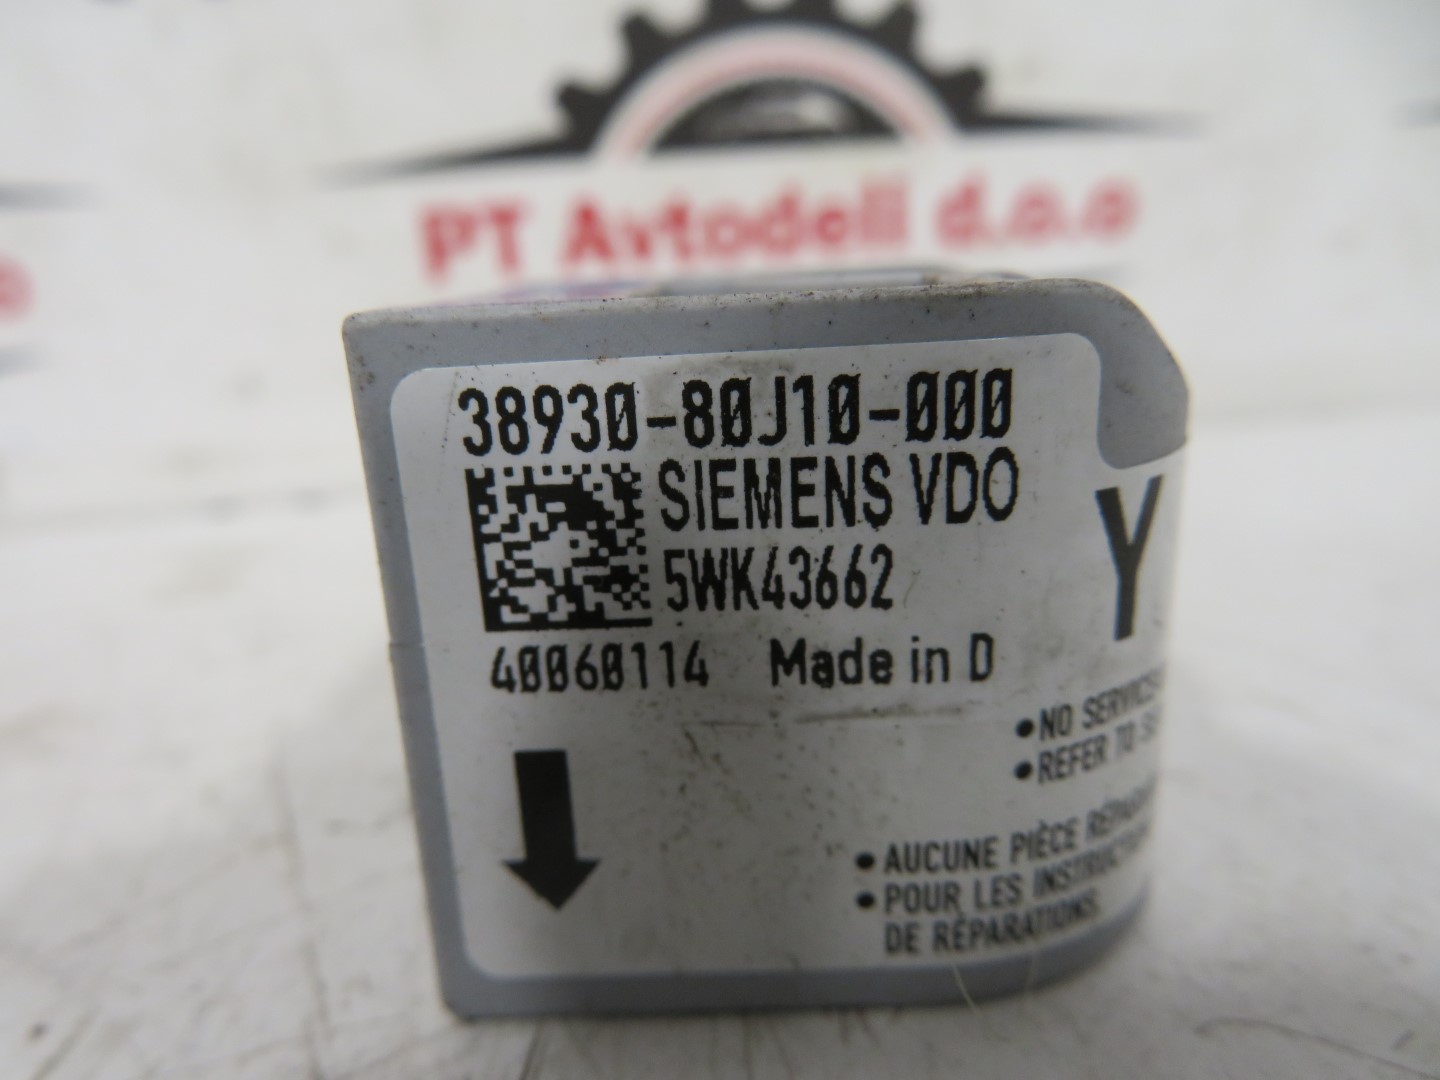 PT Avtodeli d.o.o
38930-80J10-000
SIEMENS VDO
5WK43662
Y
40060114 Made in D
•NO
•REFER TO
•AUCUNE PIÈCE
•POUR LES
DE RÉPARATIONS.